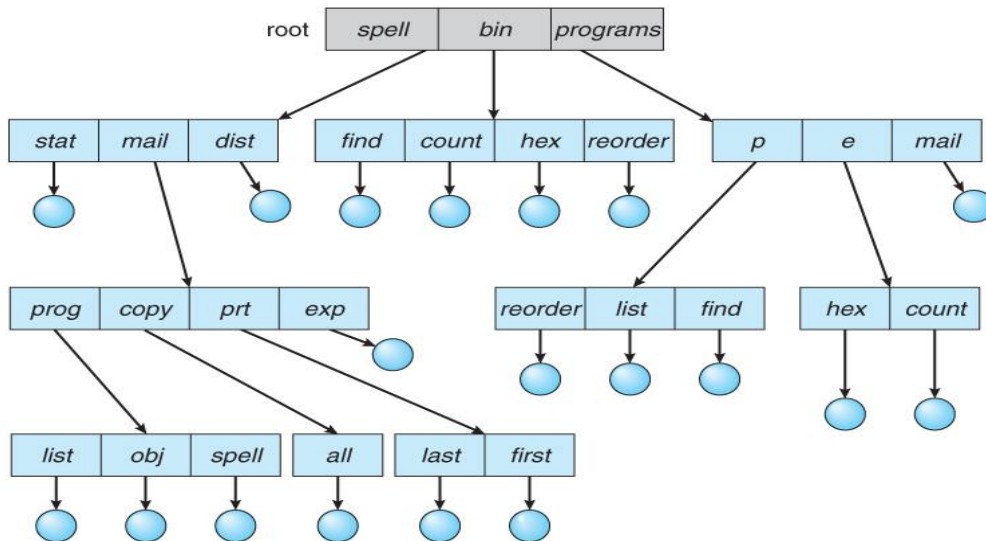 root spell bin programs
stat mail dist find count hex reorder p e mail
prog copy prt exp reorder list find hex count
list obj spell all last first